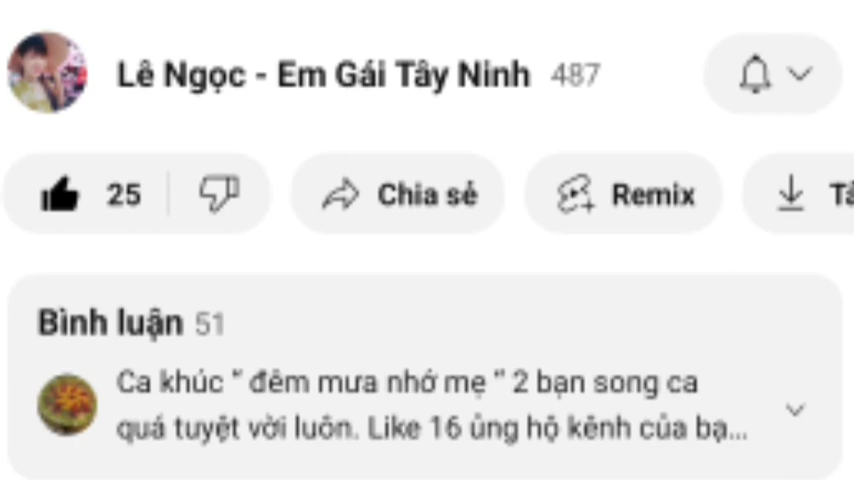 Lê Ngọc - Em Gái Tây Ninh 487
25 Chia sẻ Remix Tả
Bình luận 51
Ca khúc " đêm mưa nhớ mẹ " 2 bạn song ca
quá tuyệt vời luôn. Like 16 ủng hộ kênh của bạ...